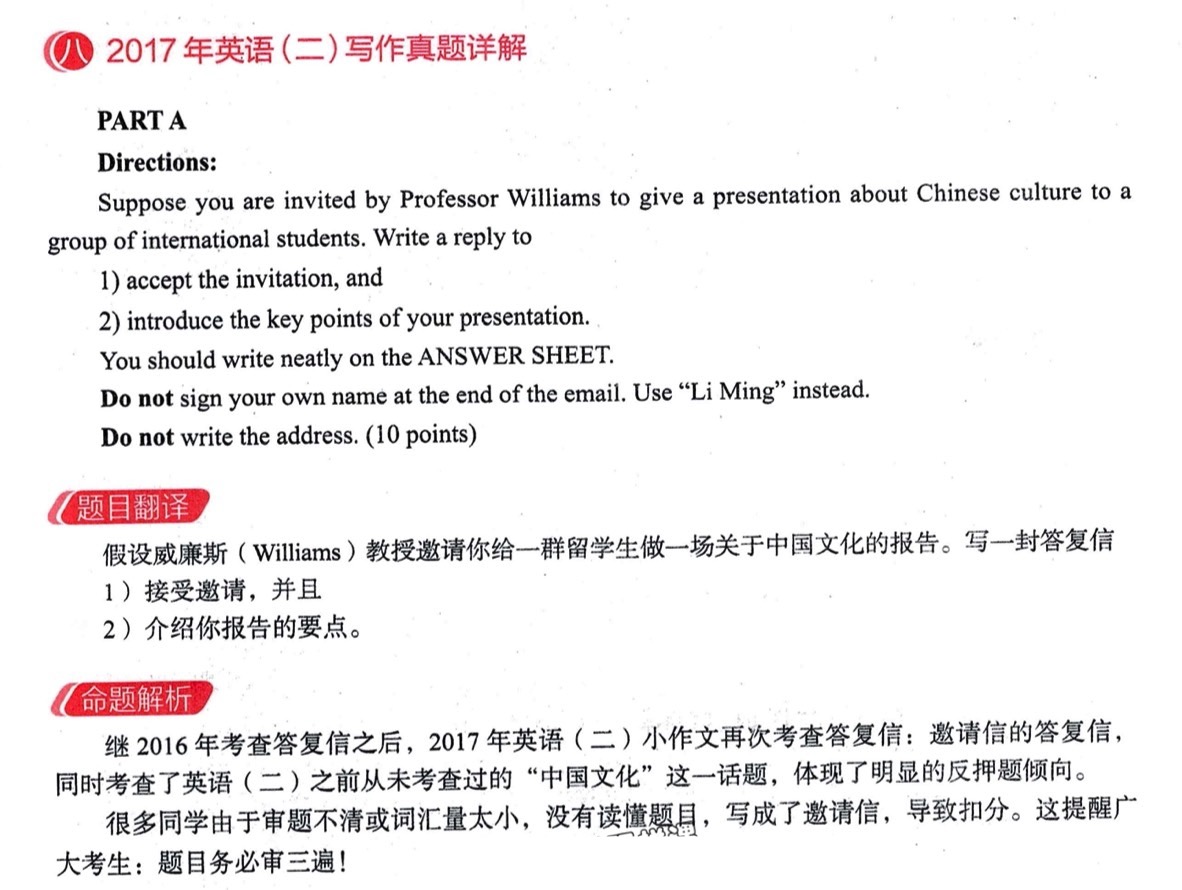 八 2017 年英语（二）写作真题详解
PART A
Directions:
Suppose you are invited by Professor Williams to give a presentation about Chinese culture to a
group of international students. Write a reply to
1) accept the invitation, and
2) introduce the key points of your presentation.
You should write neatly on the ANSWER SHEET.
Do not sign your own name at the end of the email. Use “Li Ming” instead.
Do not write the address. (10 points)
题目翻译
假设威廉斯（Williams）教授邀请你给一群留学生做一场关于中国文化的报告。写一封答复信
1）接受邀请，并且
2）介绍你报告的要点。
命题解析
继 2016 年考查答复信之后，2017 年英语（二）小作文再次考查答复信：邀请信的答复信，
同时考查了英语（二）之前从未考查过的“中国文化”这一话题，体现了明显的反押题倾向。
很多同学由于审题不清或词汇量太小，没有读懂题目，写成了邀请信，导致扣分。这提醒广
大考生：题目务必审三遍！